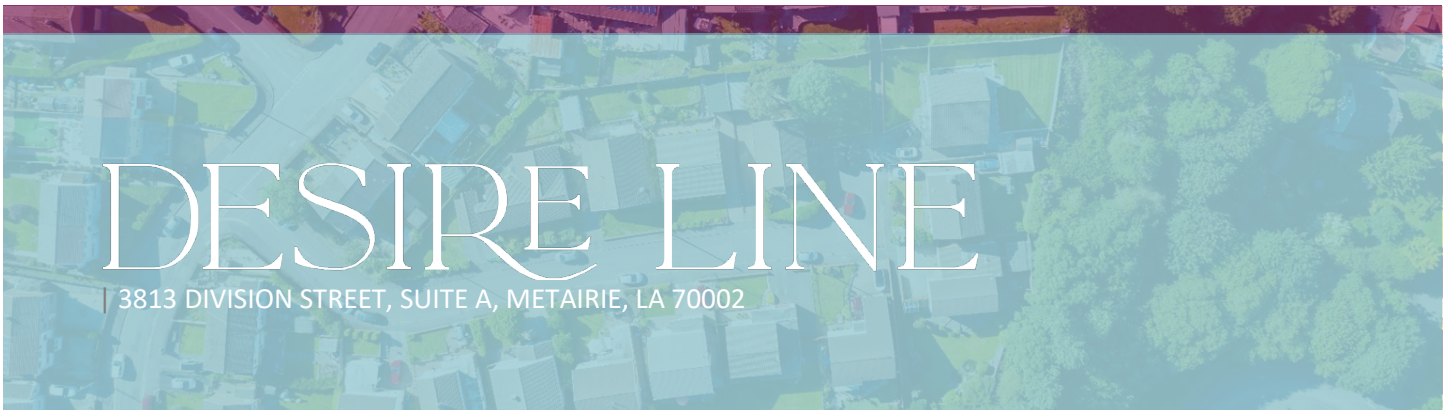 DESIRE LINE
| 3813 DIVISION STREET, SUITE A, METAIRIE, LA 70002